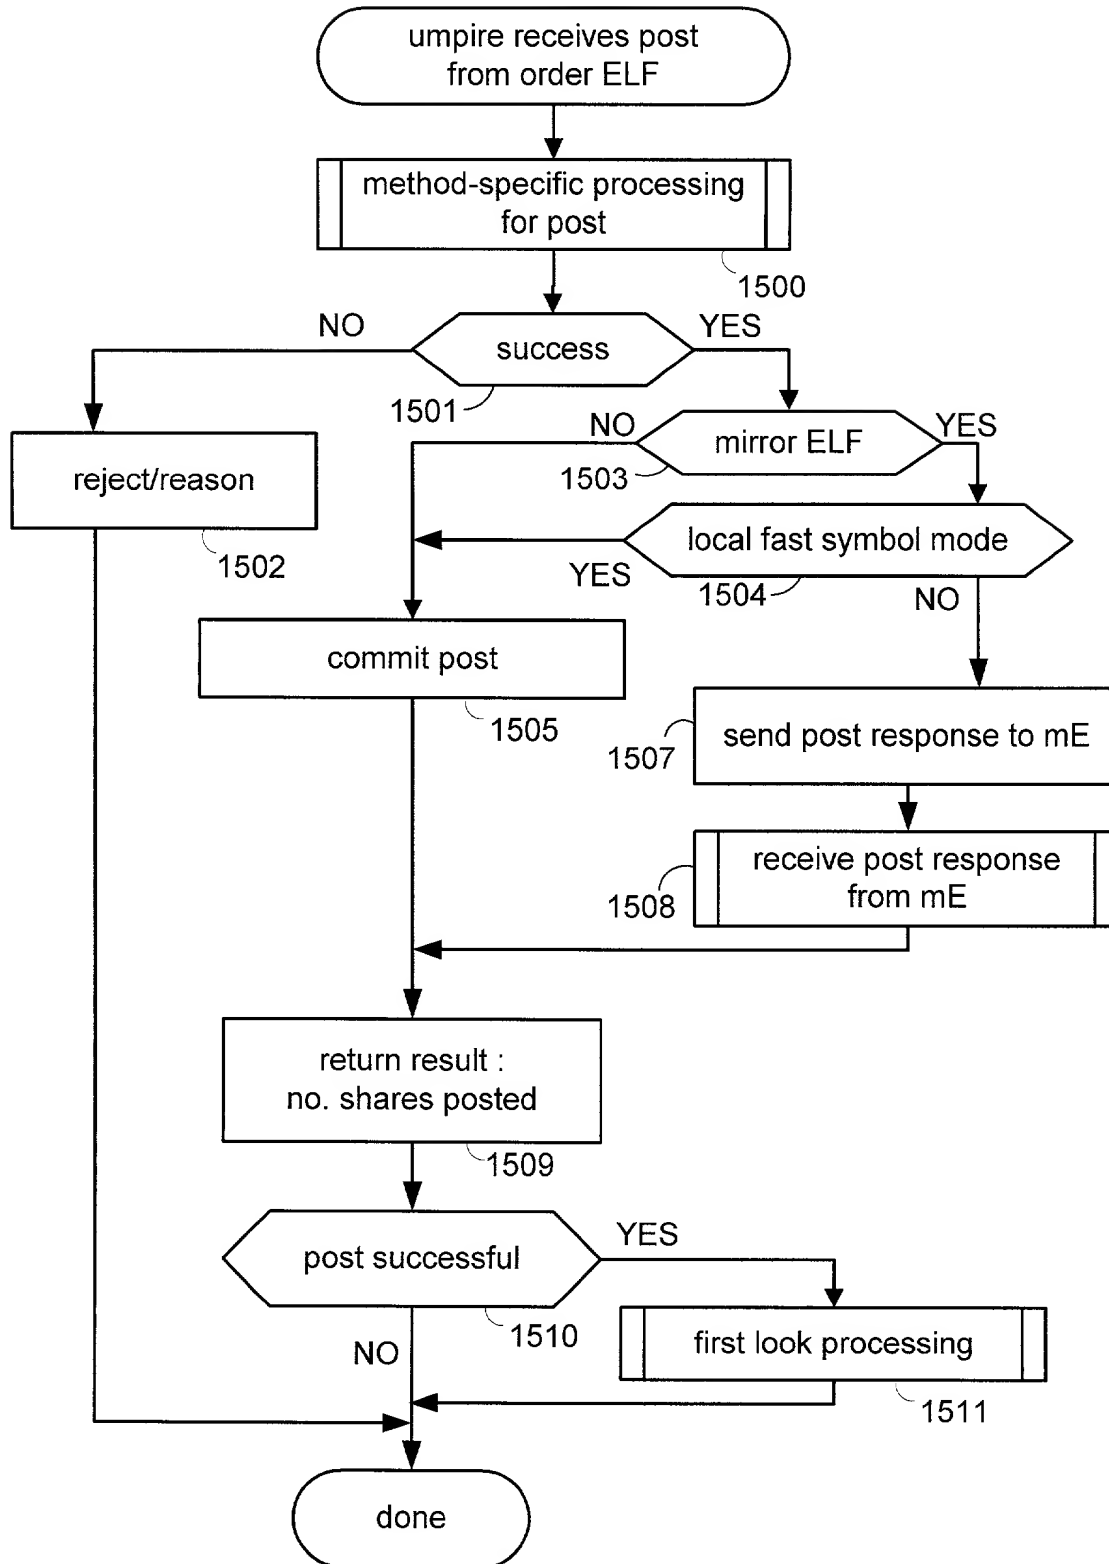 umpire receives post
from order ELF
method-specific processing
for post
1500
NO
YES
success
1501
NO
YES
mirror ELF
1503
reject/reason
1502
local fast symbol mode
YES
1504
NO
commit post
1505
1507
send post response to mE
1508
receive post response
from mE
return result :
no. shares posted
1509
post successful
YES
1510
NO
first look processing
1511
done